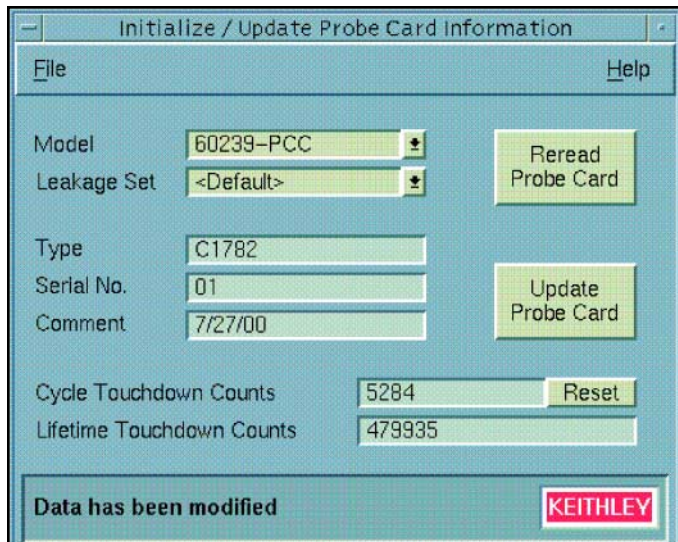 Initialize / Update Probe Card Information
File Help
Model 60239-PCC
Reread
Probe Card
Leakage Set <Default>
Type C1782
Serial No. 01
Update
Probe Card
Comment 7/27/00
Cycle Touchdown Counts 5284 Reset
Lifetime Touchdown Counts 479935
Data has been modified KEITHLEY